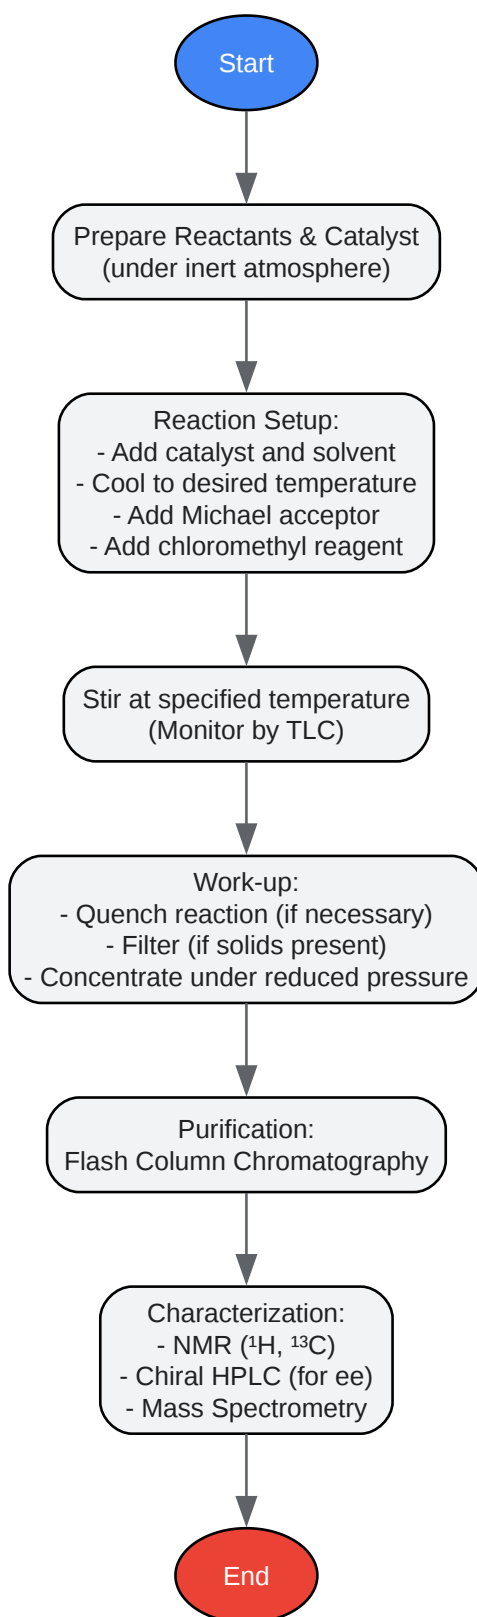 Start
Prepare Reactants & Catalyst
(under inert atmosphere)
Reaction Setup:
- Add catalyst and solvent
- Cool to desired temperature
- Add Michael acceptor
- Add chloromethyl reagent
Stir at specified temperature
(Monitor by TLC)
Work-up:
- Quench reaction (if necessary)
- Filter (if solids present)
- Concentrate under reduced pressure
Purification:
Flash Column Chromatography
Characterization:
- NMR (¹H, ¹³C)
- Chiral HPLC (for ee)
- Mass Spectrometry
End